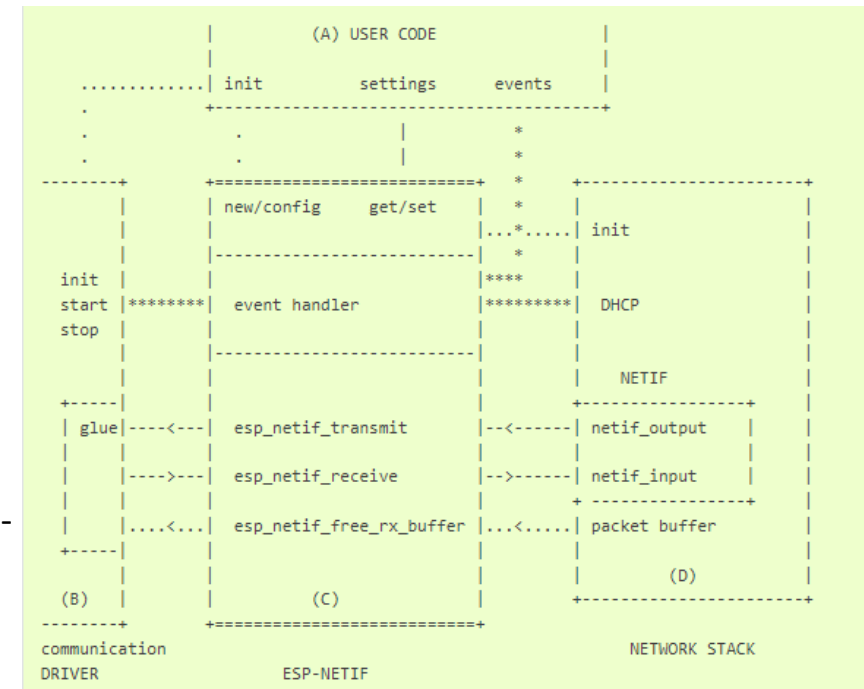 (A) USER CODE
init settings events
new/config get/set
init
init
start event handler DHCP
stop
NETIF
glue esp_netif_transmit netif_output
esp_netif_receive netif_input
esp_netif_free_rx_buffer packet buffer
(D)
(B) (C)
communication NETWORK STACK
DRIVER ESP-NETIF